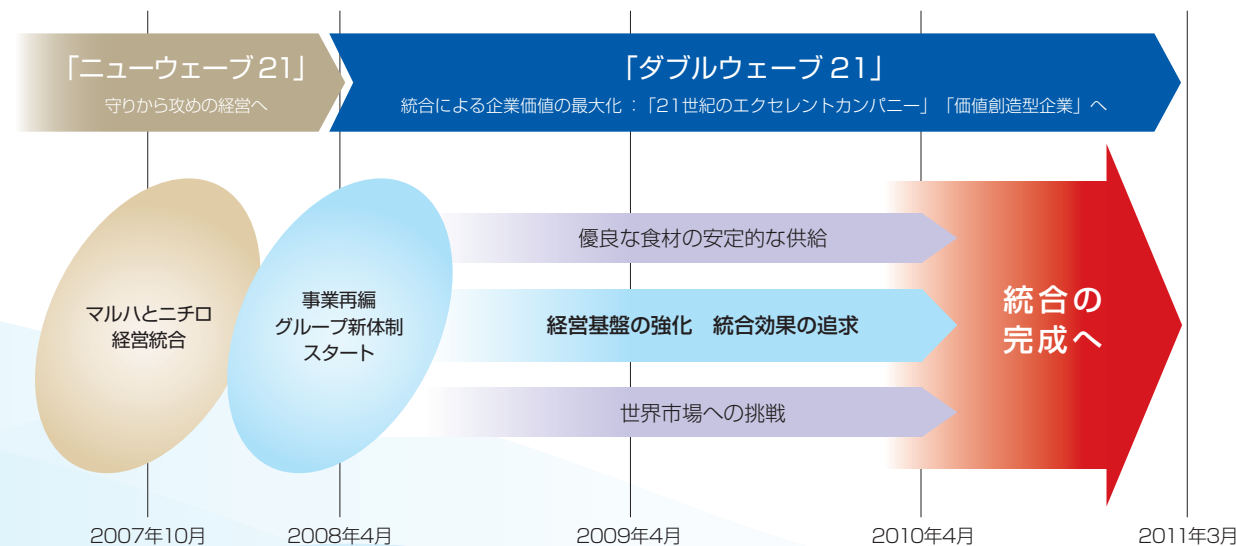 「ニューウェーブ21」
守りから攻めの経営へ
「ダブルウェーブ21」
統合による企業価値の最大化：「21世紀のエクセレントカンパニー」「価値創造型企業」へ
マルハとニチロ
経営統合
事業再編
グループ新体制
スタート
優良な食材の安定的な供給
経営基盤の強化　統合効果の追求
世界市場への挑戦
統合の
完成へ
2007年10月
2008年4月
2009年4月
2010年4月
2011年3月